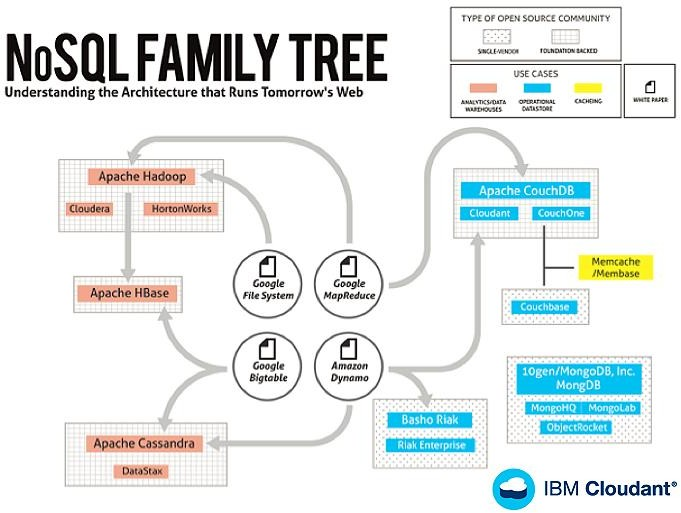 NoSQL FAMILY TREE
Understanding the Architecture that Runs Tomorrow's Web
TYPE OF OPEN SOURCE COMMUNITY
SINGLE-VENDOR
FOUNDATION BACKED
USE CASES
ANALYTICS/DATA
WAREHOUSES
OPERATIONAL
DATASTORE
CACHEING
WHITE PAPER
Apache Hadoop
Cloudera
HortonWorks
Apache CouchDB
Cloudant
CouchOne
Google
File System
Google
MapReduce
Memcache
/Membase
Apache HBase
Couchbase
Google
Bigtable
Amazon
Dynamo
10gen/MongoDB, Inc.
MongDB
MongoHQ
MongoLab
ObjectRocket
Basho Riak
Riak Enterprise
Apache Cassandra
DataStax
IBM Cloudant®